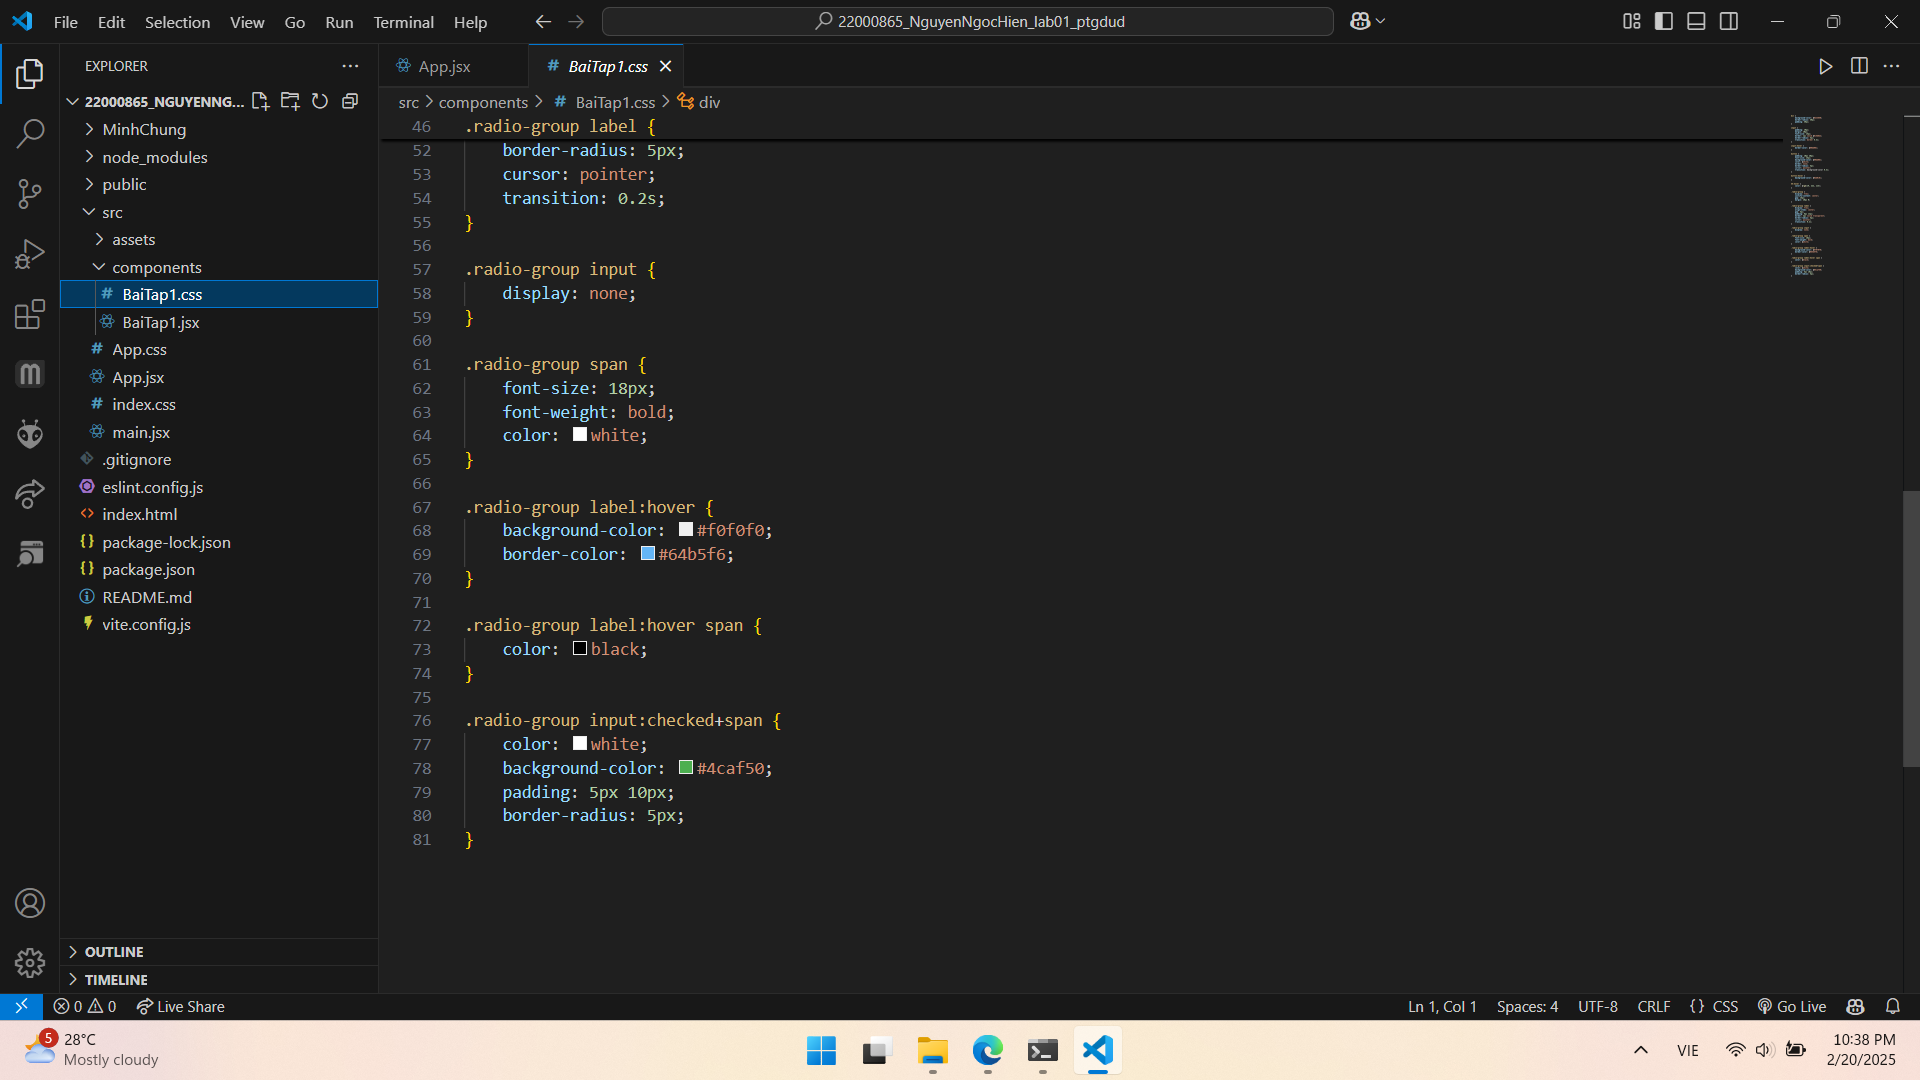 File Edit Selection View Go Run Terminal Help
22000865_NguyenNgocHien_lab01_ptgdud
EXPLORER
22000865_NGUYENNG...
MinhChung
node_modules
public
src
assets
components
BaiTap1.css
BaiTap1.jsx
App.css
App.jsx
index.css
main.jsx
.gitignore
eslint.config.js
index.html
package-lock.json
package.json
README.md
vite.config.js
OUTLINE
TIMELINE
App.jsx
BaiTap1.css
src > components > # BaiTap1.css > div
46 .radio-group label {
52 border-radius: 5px;
53 cursor: pointer;
54 transition: 0.2s;
55 }
56
57 .radio-group input {
58 display: none;
59 }
60
61 .radio-group span {
62 font-size: 18px;
63 font-weight: bold;
64 color: white;
65 }
66
67 .radio-group label:hover {
68 background-color: #f0f0f0;
69 border-color: #64b5f6;
70 }
71
72 .radio-group label:hover span {
73 color: black;
74 }
75
76 .radio-group input:checked+span {
77 color: white;
78 background-color: #4caf50;
79 padding: 5px 10px;
80 border-radius: 5px;
81 }
0 0 Live Share
Ln 1, Col 1 Spaces: 4 UTF-8 CRLF {} CSS Go Live
5
28°C
Mostly cloudy
VIE
10:38 PM
2/20/2025